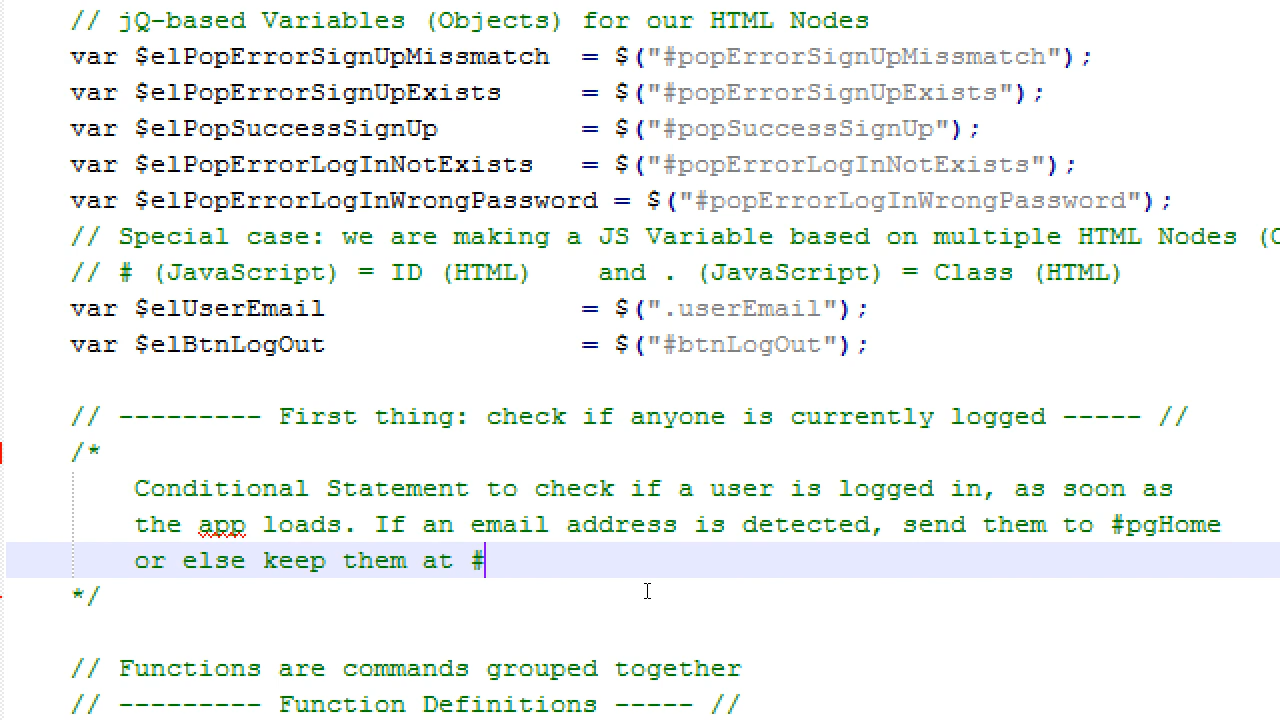 // jQ-based Variables (Objects) for our HTML Nodes
var $elPopErrorSignUpMissmatch  = $("#popErrorSignUpMissmatch");
var $elPopErrorSignUpExists     = $("#popErrorSignUpExists");
var $elPopSuccessSignUp         = $("#popSuccessSignUp");
var $elPopErrorLogInNotExists   = $("#popErrorLogInNotExists");
var $elPopErrorLogInWrongPassword = $("#popErrorLogInWrongPassword");
// Special case: we are making a JS Variable based on multiple HTML Nodes (
// # (JavaScript) = ID (HTML)    and . (JavaScript) = Class (HTML)
var $elUserEmail                = $(".userEmail");
var $elBtnLogOut                = $("#btnLogOut");
// --------- First thing: check if anyone is currently logged ----- //
/*
Conditional Statement to check if a user is logged in, as soon as
the app loads. If an email address is detected, send them to #pgHome
or else keep them at #
*/
// Functions are commands grouped together
// --------- Function Definitions ----- //